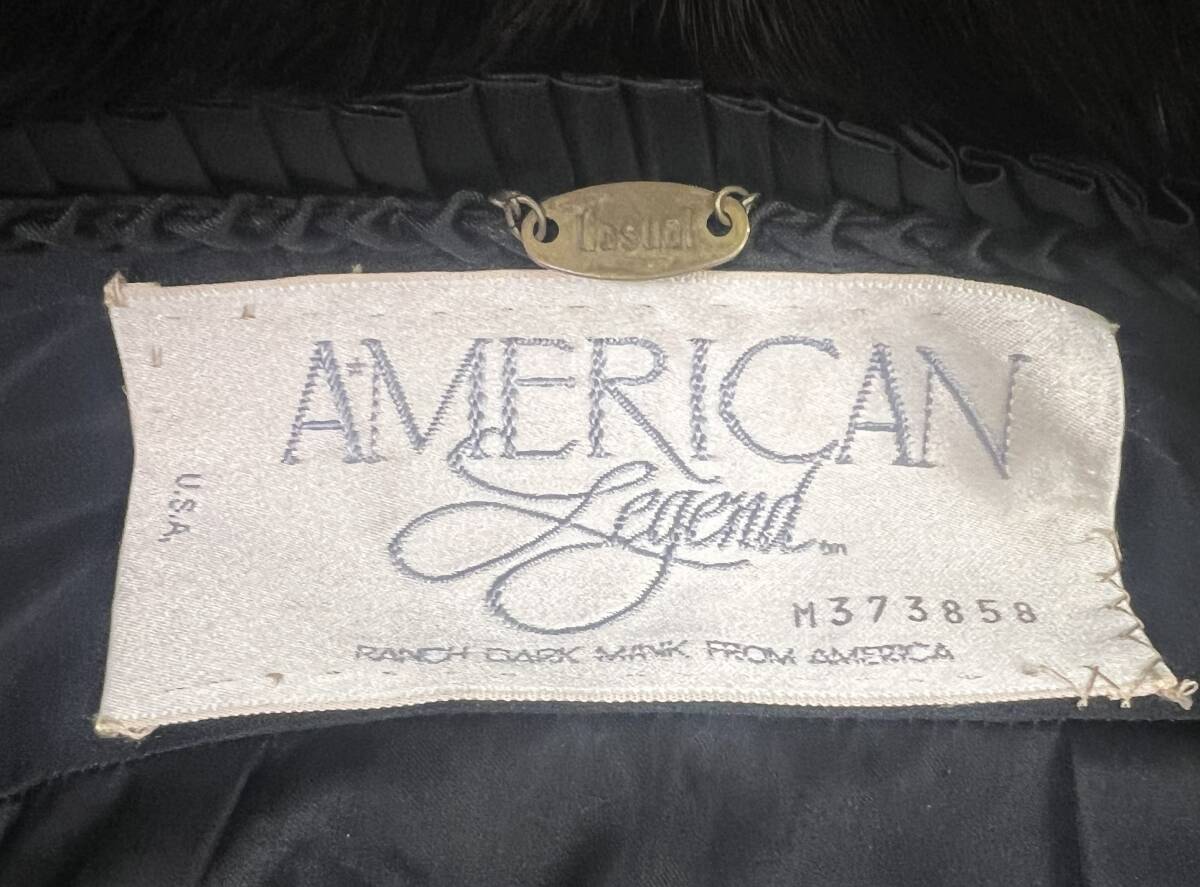 Casual
AMERICAN
Legend
U.S.A.
M373858
RANCH DARK MINK FROM AMERICA